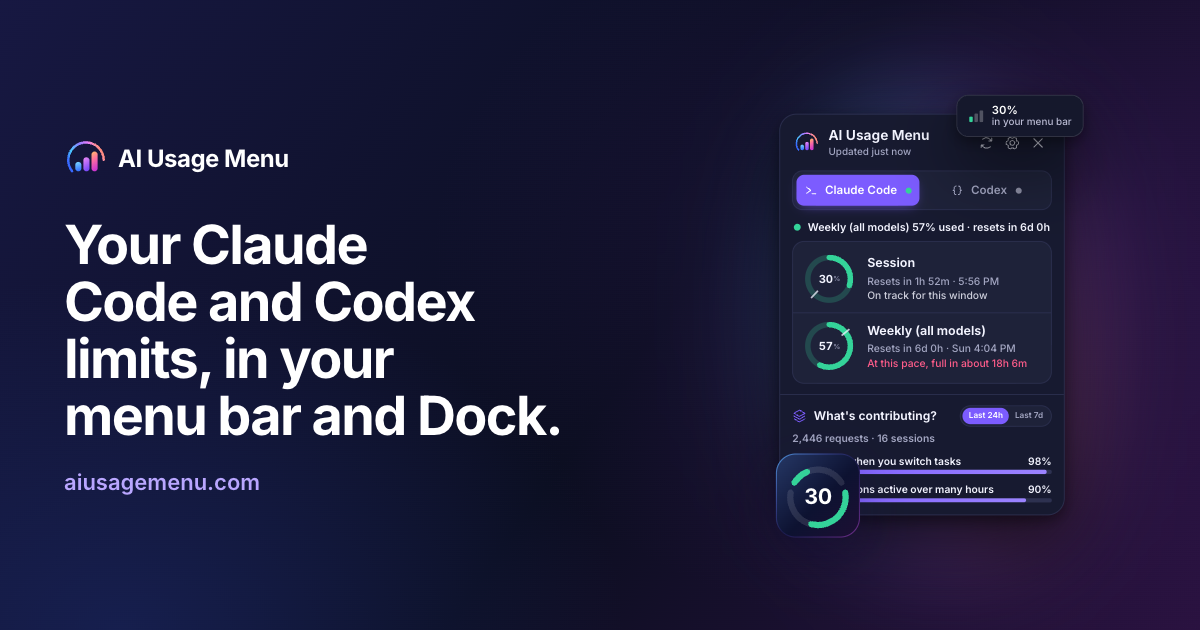 AI Usage Menu
Your Claude
Code and Codex
limits, in your
menu bar and Dock.
aiusagemenu.com
30%
in your menu bar
AI Usage Menu
Updated just now
>_ Claude Code
{} Codex
Weekly (all models) 57% used · resets in 6d 0h
30%
Session
Resets in 1h 52m · 5:56 PM
On track for this window
57%
Weekly (all models)
Resets in 6d 0h · Sun 4:04 PM
At this pace, full in about 18h 6m
What's contributing?
Last 24h
Last 7d
2,446 requests · 16 sessions
when you switch tasks 98%
active over many hours 90%
30